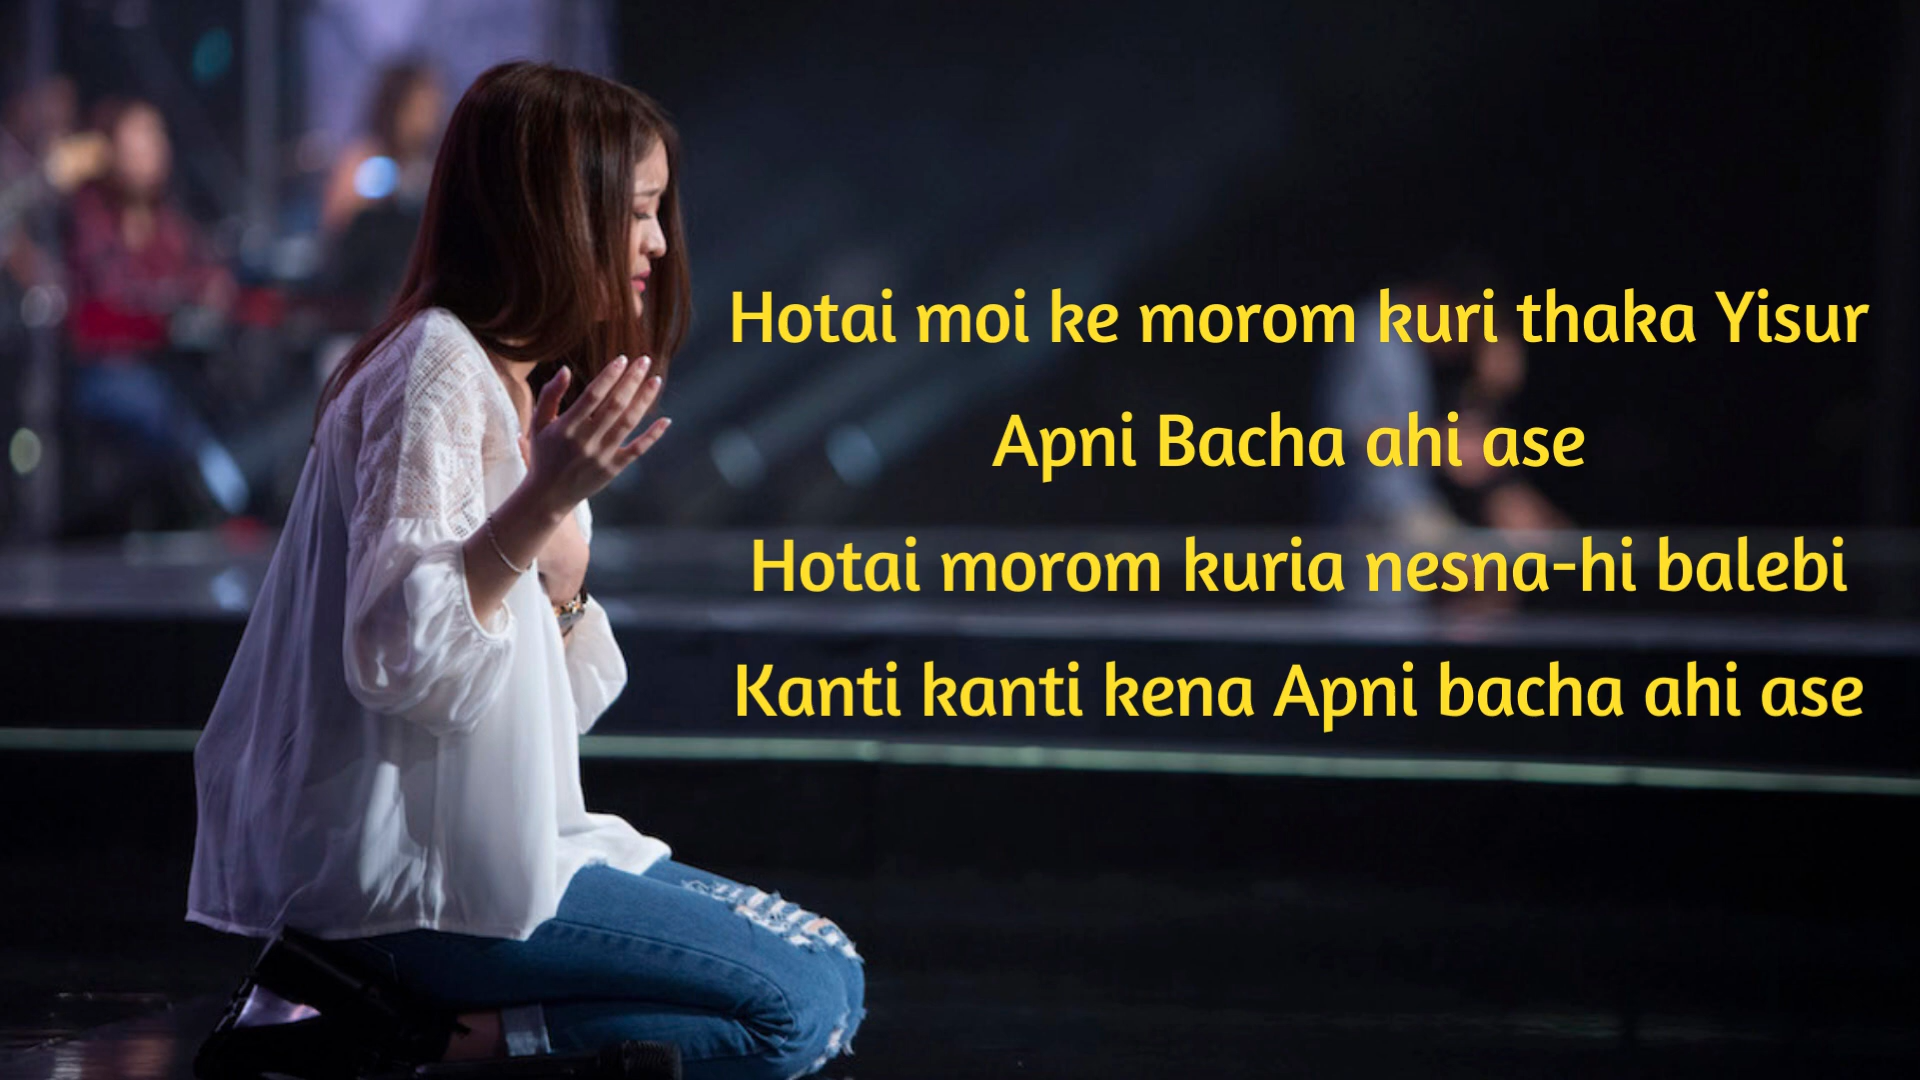 Hotai moi ke morom kuri thaka Yisur
Apni Bacha ahi ase
Hotai morom kuria nesna-hi balebi
Kanti kanti kena Apni bacha ahi ase